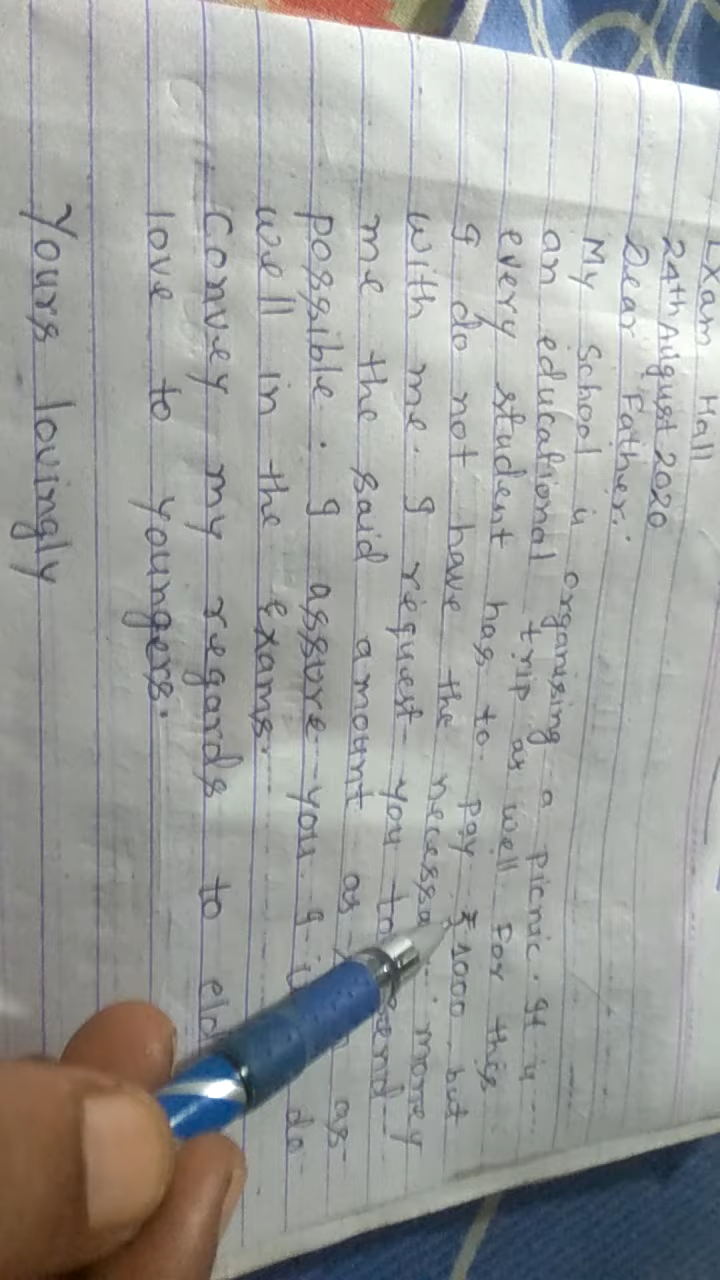 Exam Hall
24th August 2020
Dear Father,
My School is organising a picnic. It is
an educational trip as well For this
every student has to pay ₹1000 but
I do not have the money
with me. I request you to send
me the said amount as as
possible. I assure you I do
well in the Exams.
Convey my regards to
love to youngers.
Yours lovingly